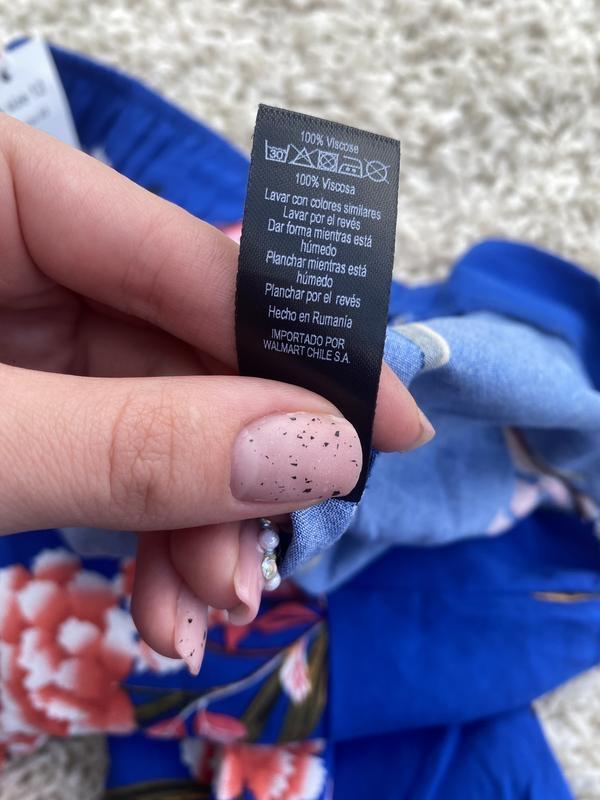 100% Viscose
30
100% Viscosa
Lavar con colores similares
Lavar por el revés
Dar forma mientras está
húmedo
Planchar mientras está
húmedo
Planchar por el revés
Hecho en Rumania
IMPORTADO POR
WALMART CHILE S.A.